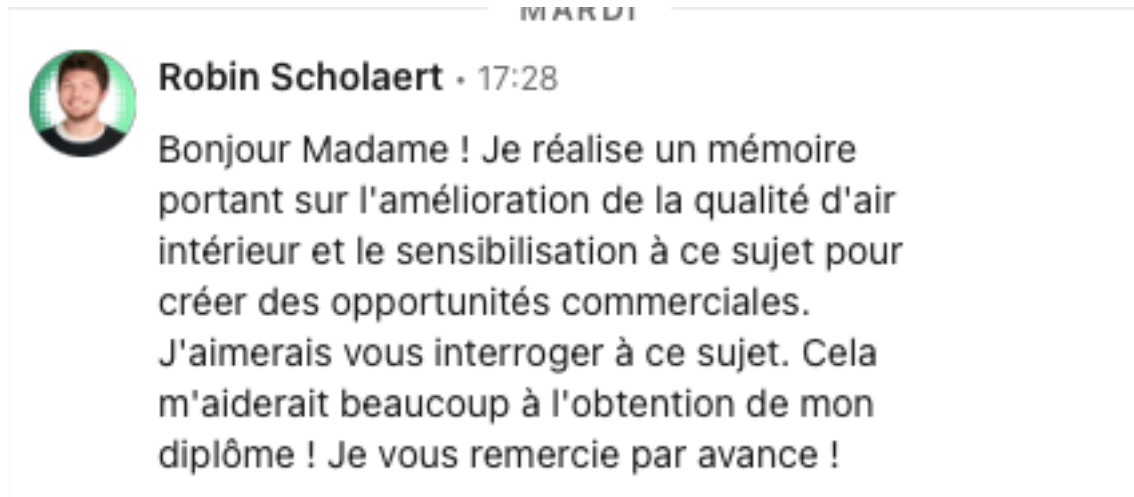 MARDI
Robin Scholaert • 17:28
Bonjour Madame ! Je réalise un mémoire
portant sur l'amélioration de la qualité d'air
intérieur et le sensibilisation à ce sujet pour
créer des opportunités commerciales.
J'aimerais vous interroger à ce sujet. Cela
m'aiderait beaucoup à l'obtention de mon
diplôme ! Je vous remercie par avance !